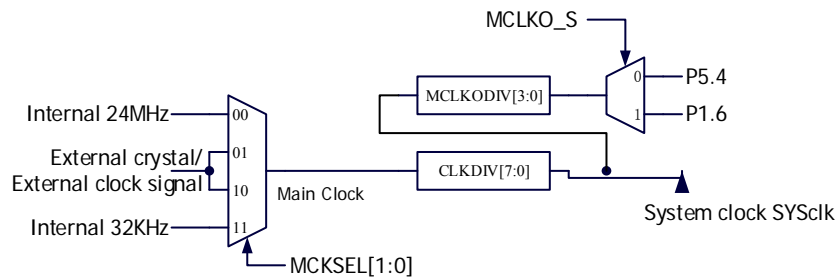 MCLKO_S
0
P5.4
MCLKODIV[3:0]
1
P1.6
Internal 24MHz
00
External crystal/
01
External clock signal
10
Main Clock
CLKDIV[7:0]
System clock SYSclk
Internal 32KHz
11
MCKSEL[1:0]